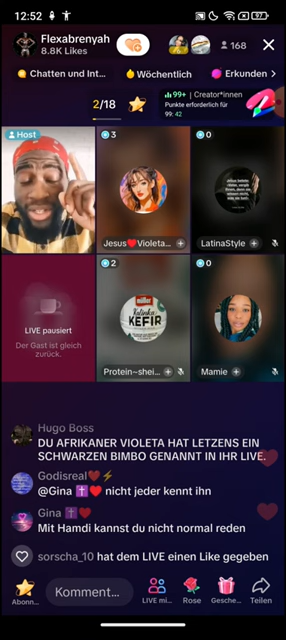 12:52
97
Flexabrenyah
8.8K Likes
168
Chatten und Int...
Wöchentlich
Erkunden
2/18
99+ | Creator*innen
Punkte erforderlich für
99: 42
Host
3
0
Jesus❤️Violeta...
LatinaStyle
LIVE pausiert
Der Gast ist gleich
zurück.
2
0
müller
Kalinka
KEFIR
Protein~shei...
Mamie
Hugo Boss
DU AFRIKANER VIOLETA HAT LETZENS EIN
SCHWARZEN BIMBO GENANNT IN IHR LIVE.
Godisreal❤️⚡
@Gina ✝️❤️ nicht jeder kennt ihn
Gina ✝️❤️
Mit Hamdi kannst du nicht normal reden
sorscha_10 hat dem LIVE einen Like gegeben
Abonn...
Komment...
LIVE mi...
Rose
Gesche...
Teilen